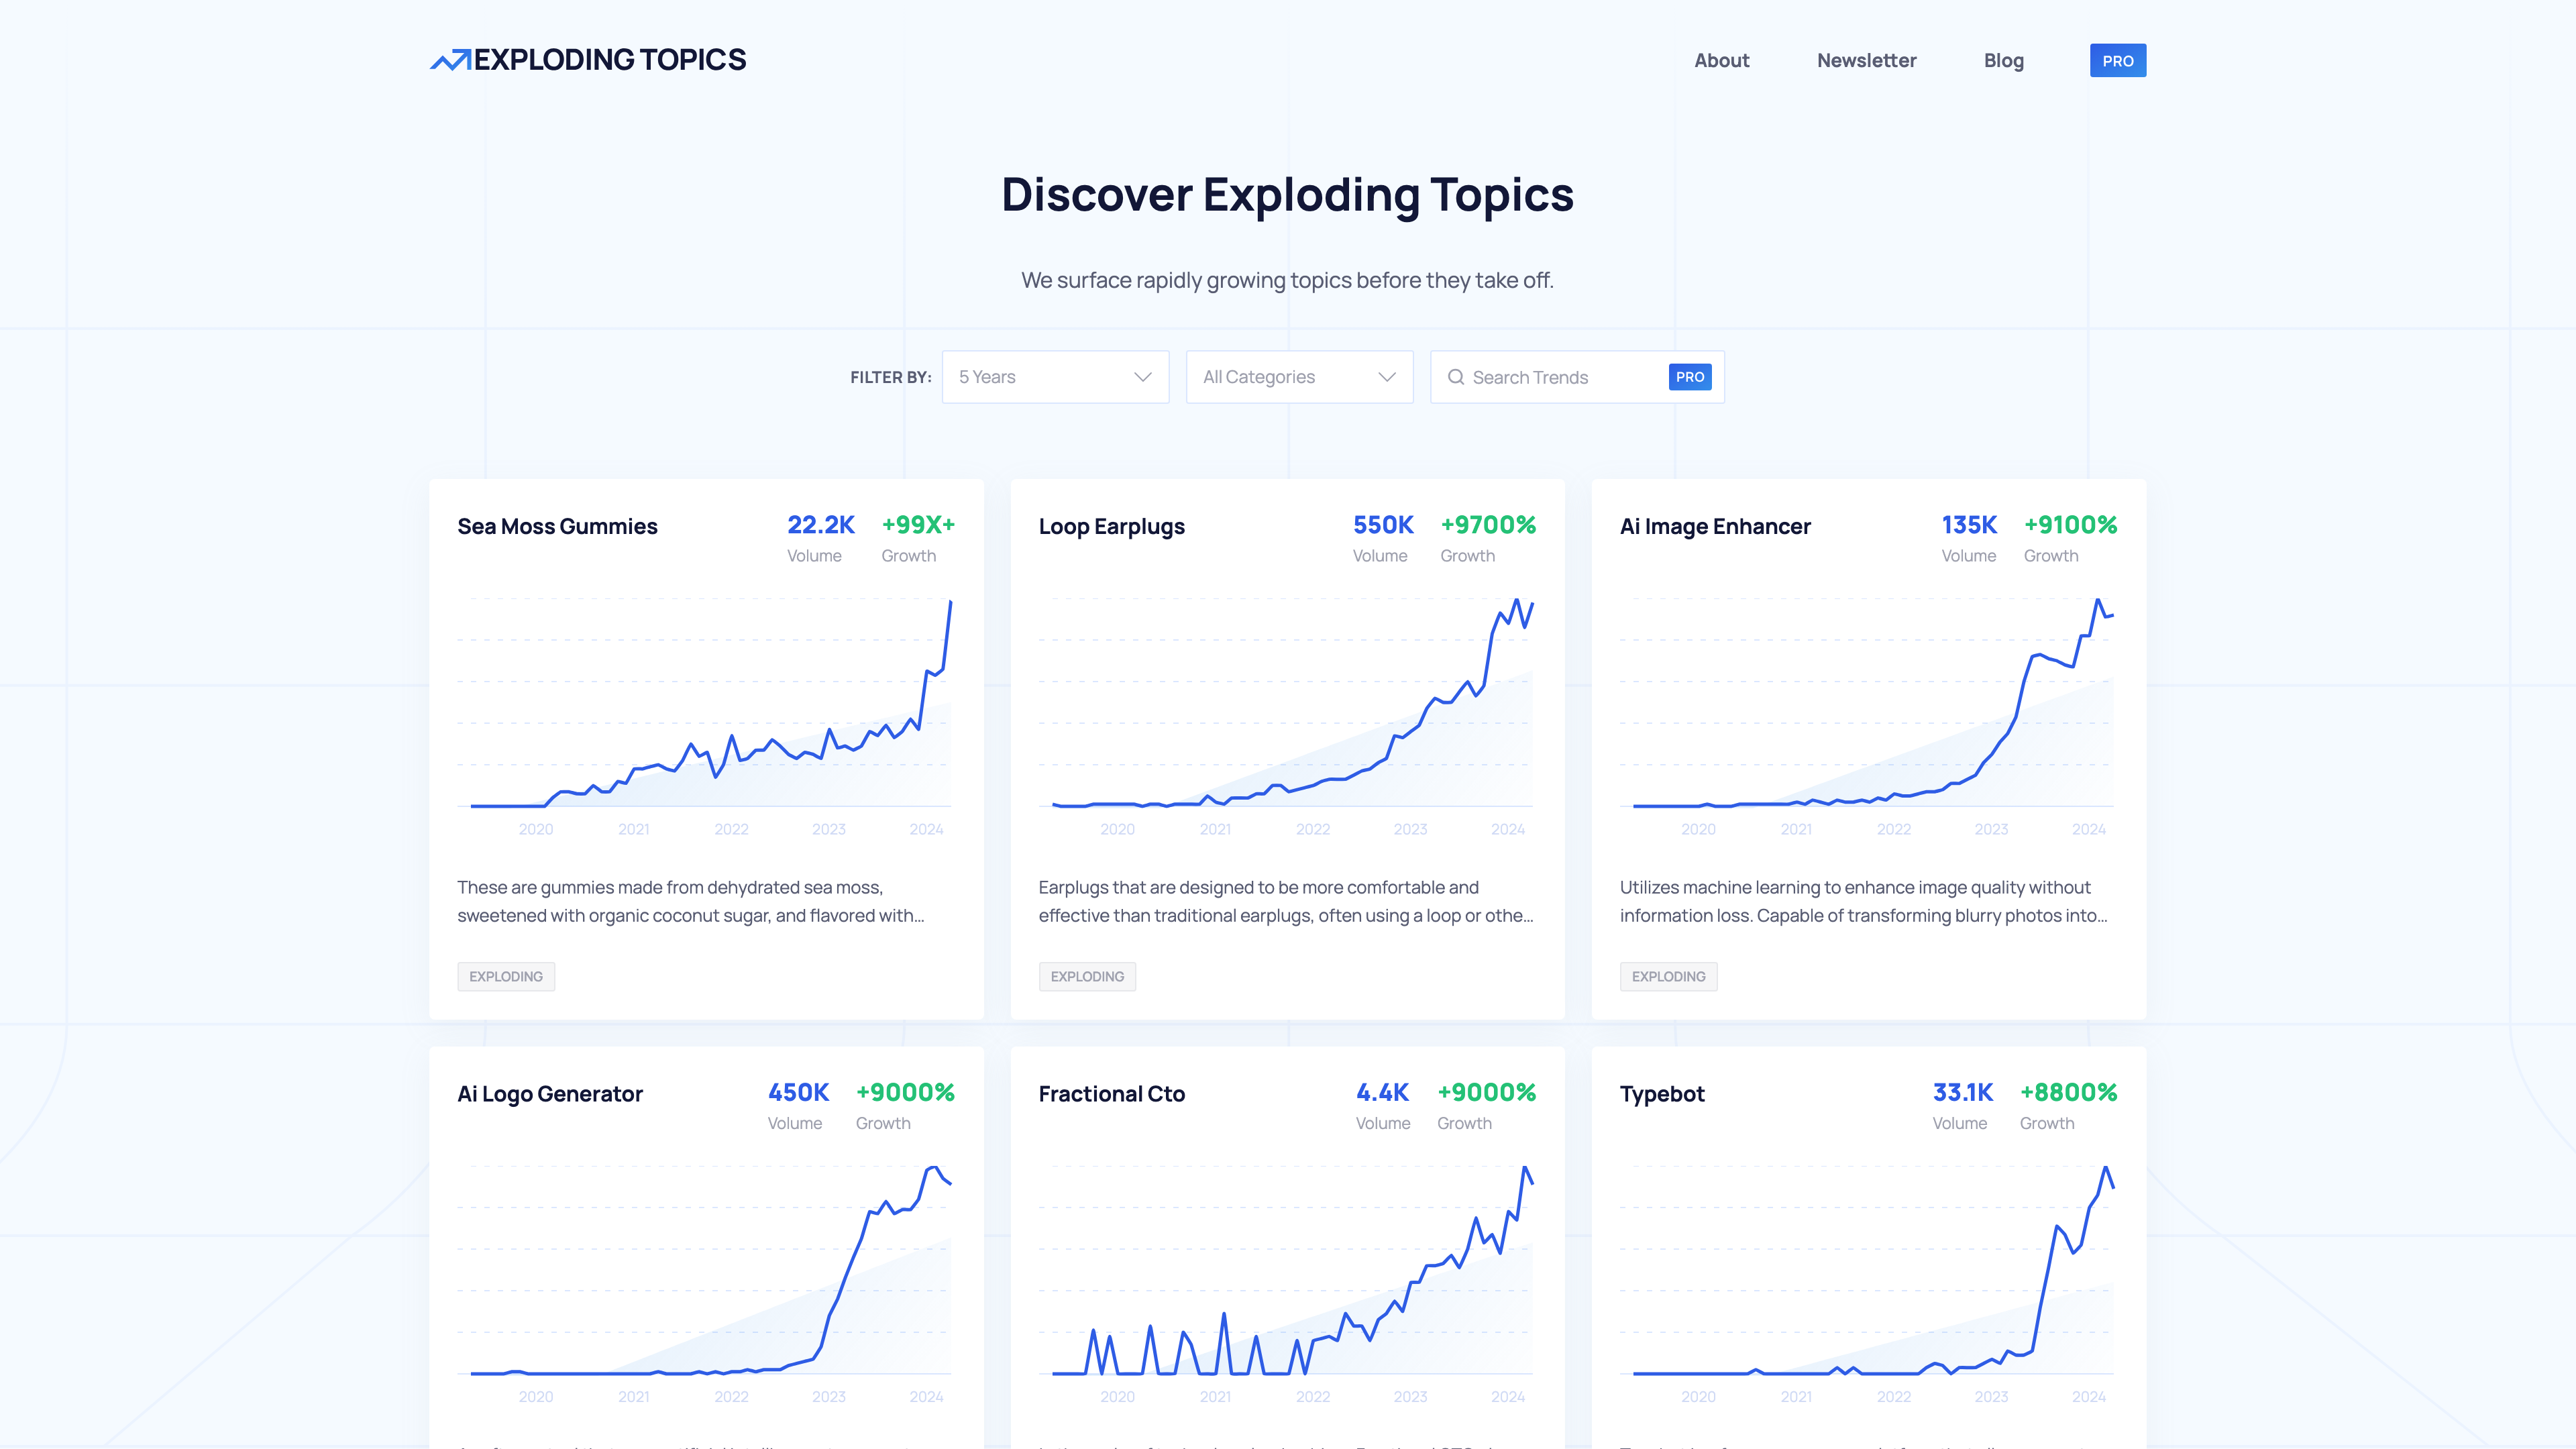 EXPLODING TOPICS
About
Newsletter
Blog
PRO
Discover Exploding Topics
We surface rapidly growing topics before they take off.
FILTER BY:
5 Years
All Categories
Search Trends
PRO
Sea Moss Gummies
22.2K
Volume
+99X+
Growth
2020 2021 2022 2023 2024
These are gummies made from dehydrated sea moss,
sweetened with organic coconut sugar, and flavored with...
EXPLODING
Loop Earplugs
550K
Volume
+9700%
Growth
2020 2021 2022 2023 2024
Earplugs that are designed to be more comfortable and
effective than traditional earplugs, often using a loop or othe...
EXPLODING
Ai Image Enhancer
135K
Volume
+9100%
Growth
2020 2021 2022 2023 2024
Utilizes machine learning to enhance image quality without
information loss. Capable of transforming blurry photos into...
EXPLODING
Ai Logo Generator
450K
Volume
+9000%
Growth
2020 2021 2022 2023 2024
Fractional Cto
4.4K
Volume
+9000%
Growth
2020 2021 2022 2023 2024
Typebot
33.1K
Volume
+8800%
Growth
2020 2021 2022 2023 2024